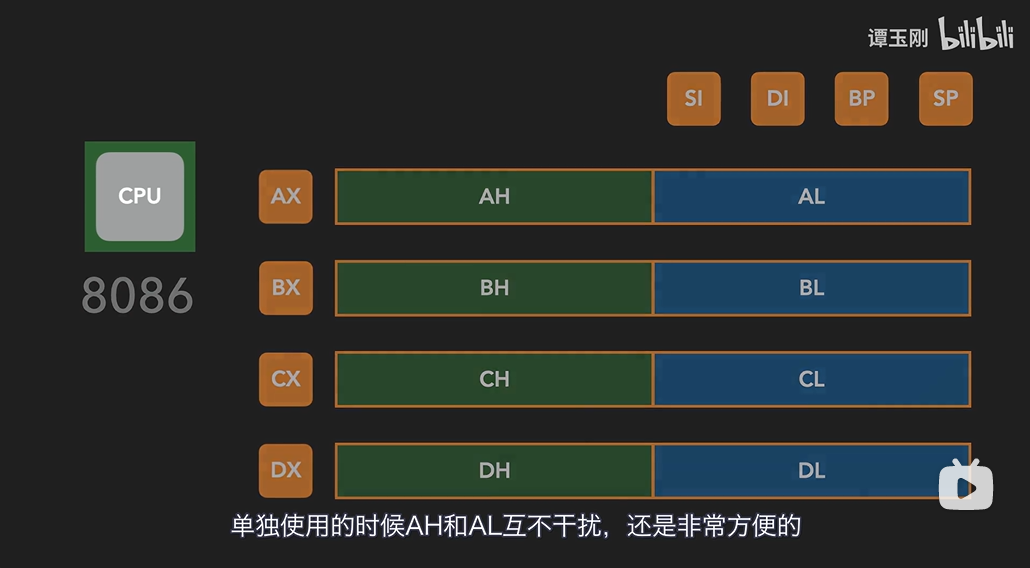 谭玉刚 bilibili
SI DI BP SP
CPU
8086
AX AH AL
BX BH BL
CX CH CL
DX DH DL
单独使用的时候AH和AL互不干扰，还是非常方便的